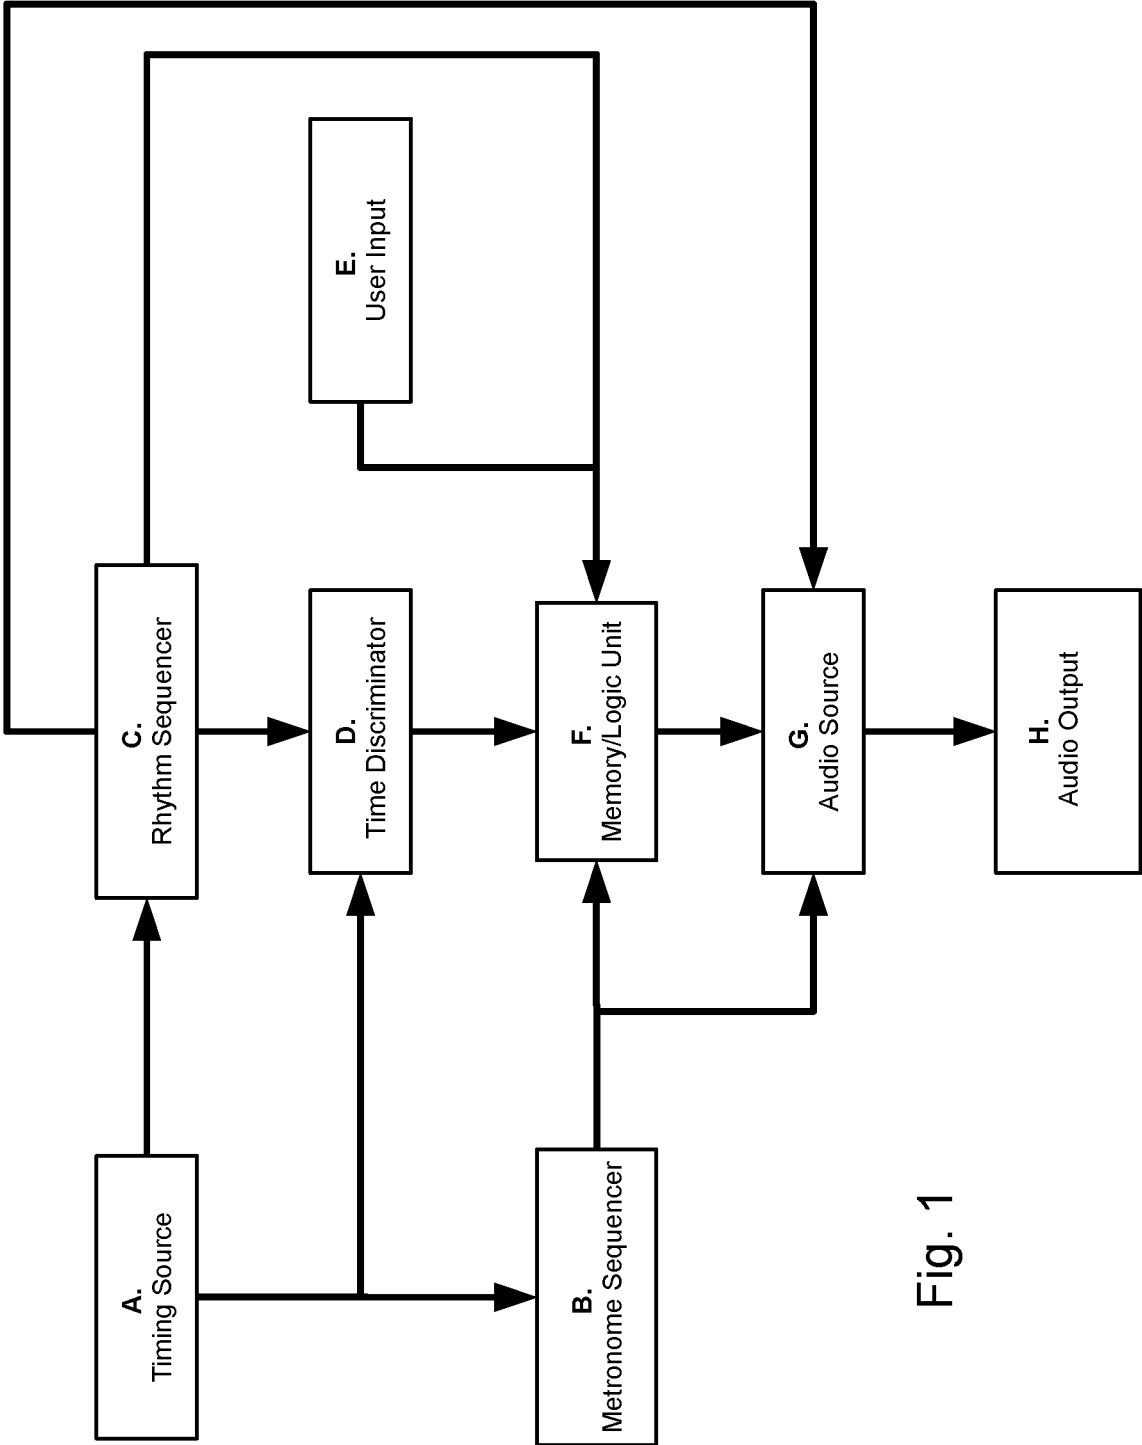 A.
Timing Source
C.
Rhythm Sequencer
E.
User Input
D.
Time Discriminator
B.
Metronome Sequencer
F.
Memory/Logic Unit
G.
Audio Source
H.
Audio Output
Fig. 1